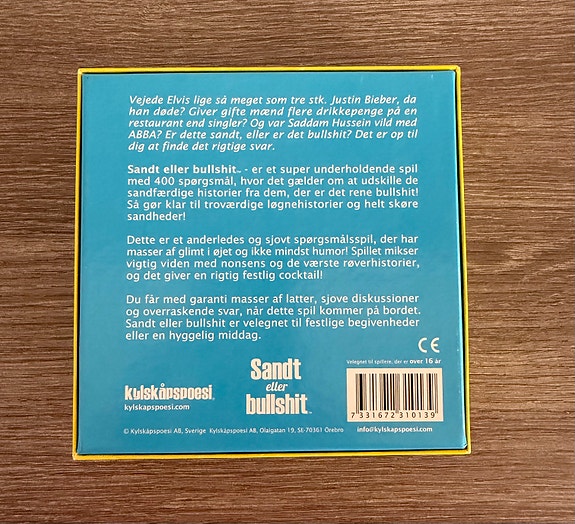 Vejede Elvis lige så meget som tre stk. Justin Bieber, da
han døde? Giver gifte mænd flere drikkepenge på en
restaurant end singler? Og var Saddam Hussein vild med
ABBA? Er dette sandt, eller er det bullshit? Det er op til
dig at finde det rigtige svar.
Sandt eller bullshit™ - er et super underholdende spil
med 400 spørgsmål, hvor det gælder om at udskille de
sandfærdige historier fra dem, der er det rene bullshit!
Så gør klar til troværdige løgnehistorier og helt skøre
sandheder!
Dette er et anderledes og sjovt spørgsmålsspil, der har
masser af glimt i øjet og ikke mindst humor! Spillet mikser
vigtig viden med nonsens og de værste røverhistorier,
og det giver en rigtig festlig cocktail!
Du får med garanti masser af latter, sjove diskussioner
og overraskende svar, når dette spil kommer på bordet.
Sandt eller bullshit er velegnet til festlige begivenheder
eller en hyggelig middag.
CE
Velegnet til spillere, der er over 16 år
kylskåpspoesi
kylskapspoesi.com
Sandt
eller
bullshit™
7 331672 310139
© Kylskåpspoesi AB, Sverige Kylskåpspoesi AB, Olaigatan 19, SE-70361 Örebro
info@kylskapspoesi.com